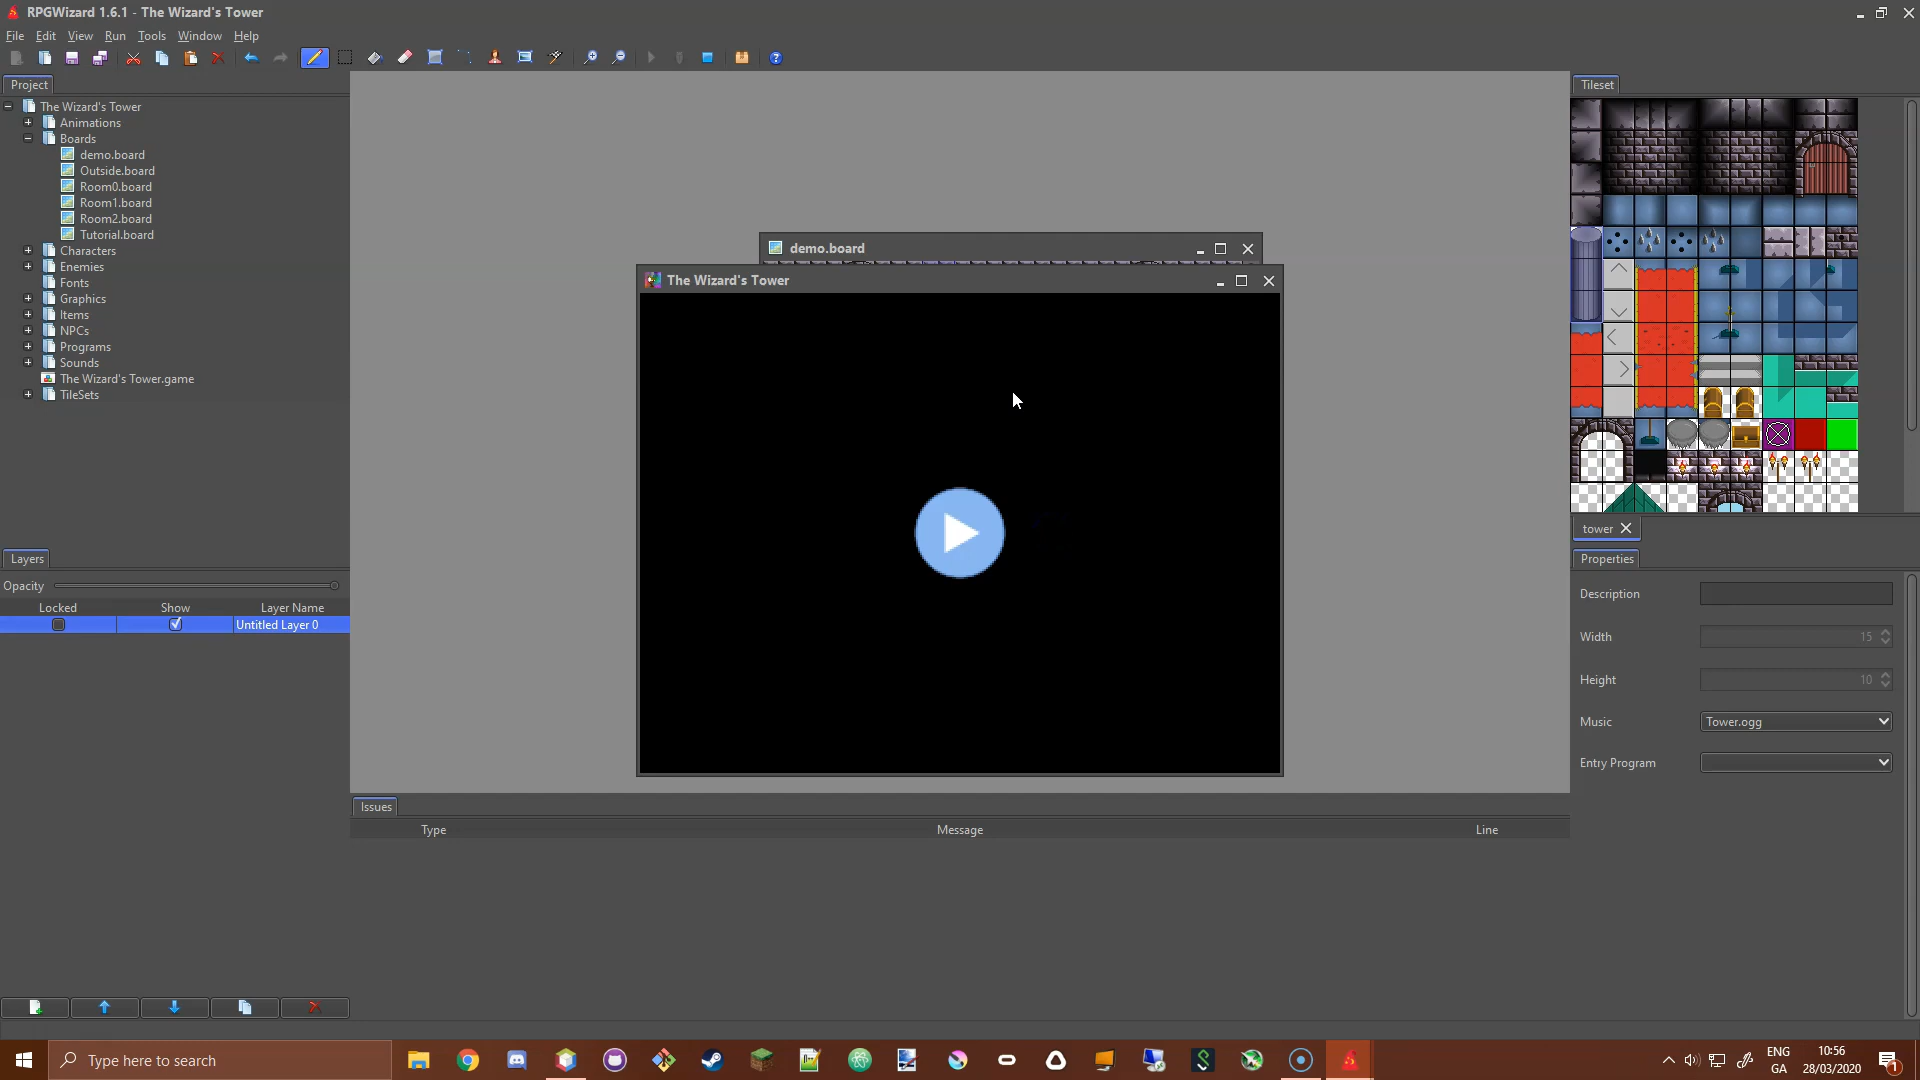 RPGWizard 1.6.1 - The Wizard's Tower
File Edit View Run Tools Window Help
Project
The Wizard's Tower
Animations
Boards
demo.board
Outside.board
Room0.board
Room1.board
Room2.board
Tutorial.board
Characters
Enemies
Fonts
Graphics
Items
NPCs
Programs
Sounds
The Wizard's Tower.game
TileSets
Layers
Opacity
Locked Show Layer Name
Untitled Layer 0
demo.board
The Wizard's Tower
Issues
Type Message Line
Tileset
tower
Properties
Description
Width 15
Height 10
Music Tower.ogg
Entry Program
Type here to search
ENG
GA
10:56
28/03/2020
1